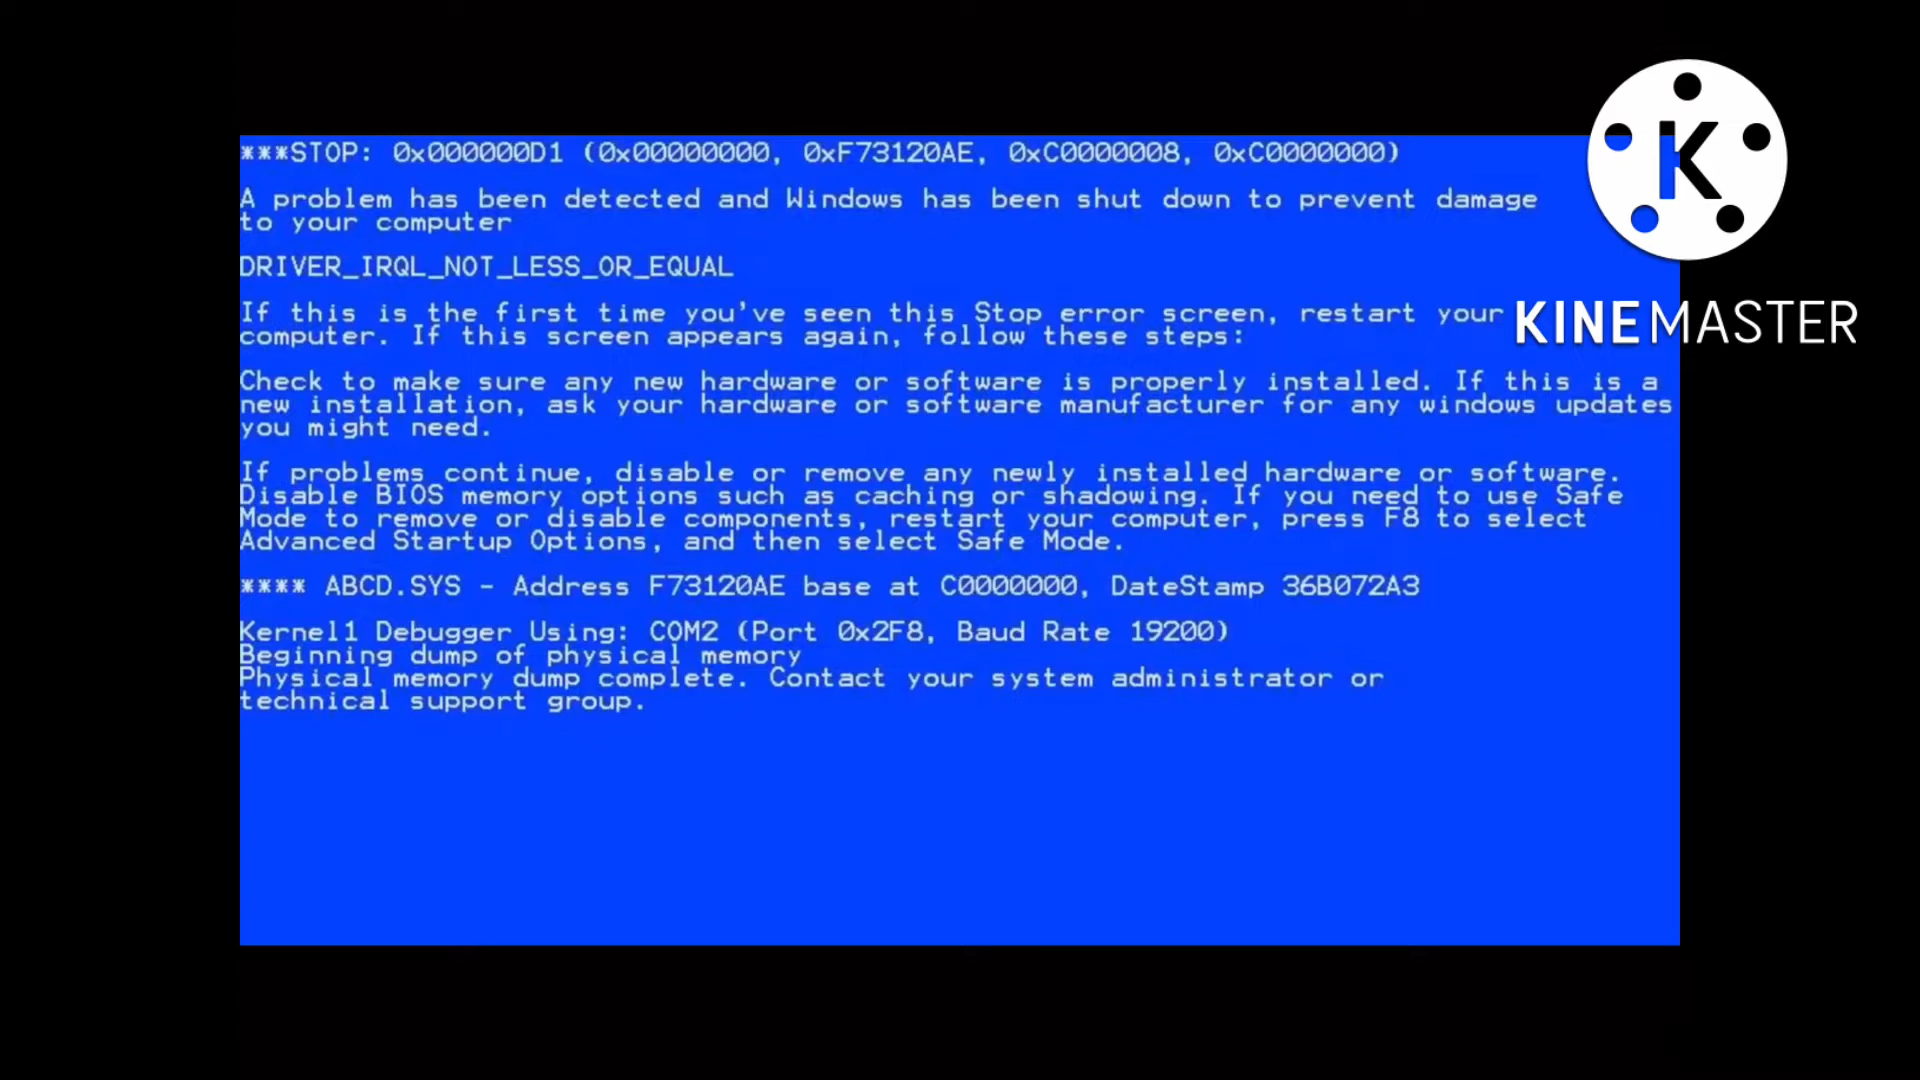 ***STOP: 0x000000D1 (0x00000000, 0xF73120AE, 0xC0000008, 0xC0000000)
A problem has been detected and Windows has been shut down to prevent damage
to your computer
DRIVER_IRQL_NOT_LESS_OR_EQUAL
If this is the first time you've seen this Stop error screen, restart your
computer. If this screen appears again, follow these steps:
Check to make sure any new hardware or software is properly installed. If this is a
new installation, ask your hardware or software manufacturer for any windows updates
you might need.
If problems continue, disable or remove any newly installed hardware or software.
Disable BIOS memory options such as caching or shadowing. If you need to use Safe
Mode to remove or disable components, restart your computer, press F8 to select
Advanced Startup Options, and then select Safe Mode.
**** ABCD.SYS - Address F73120AE base at C0000000, DateStamp 36B072A3
Kernel1 Debugger Using: COM2 (Port 0x2F8, Baud Rate 19200)
Beginning dump of physical memory
Physical memory dump complete. Contact your system administrator or
technical support group.
K
KINEMASTER